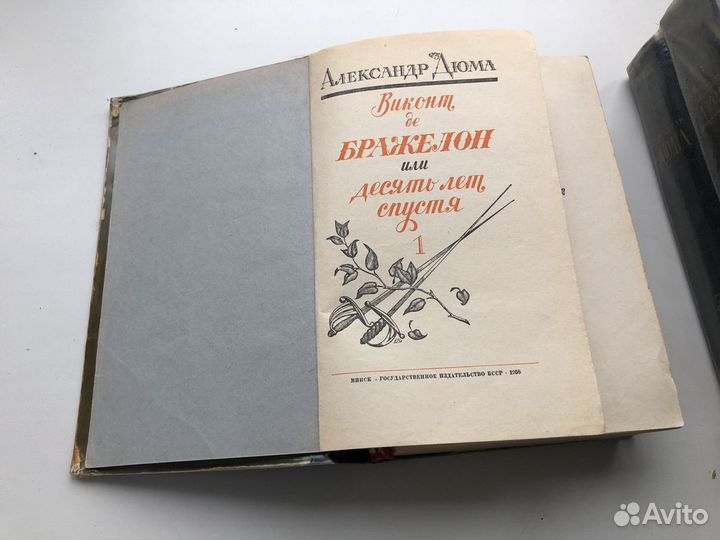 Александр Дюма
Виконт
де
БРАЖЕЛОН
или
десять лет
спустя
1
МИНСК - ГОСУДАРСТВЕННОЕ ИЗДАТЕЛЬСТВО БССР - 1958
Avito